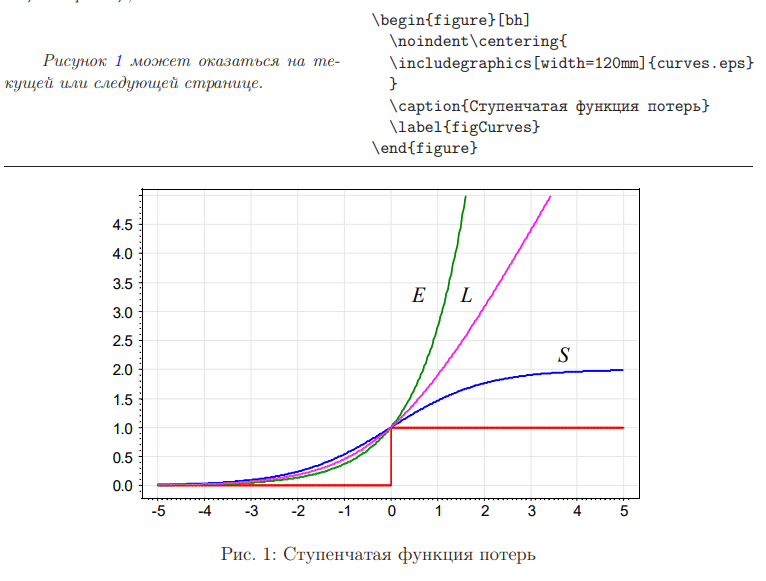 Рисунок 1 может оказаться на те-
кущей или следующей странице.
\begin{figure}[bh]
\noindent\centering{
\includegraphics[width=120mm]{curves.eps}
}
\caption{Ступенчатая функция потерь}
\label{figCurves}
\end{figure}
4.5
4.0
3.5
3.0
2.5
2.0
1.0
0.5
0.0
E
L
S
-5 -4 -3 -2 -1 0 1 2 3 4 5
Рис. 1: Ступенчатая функция потерь